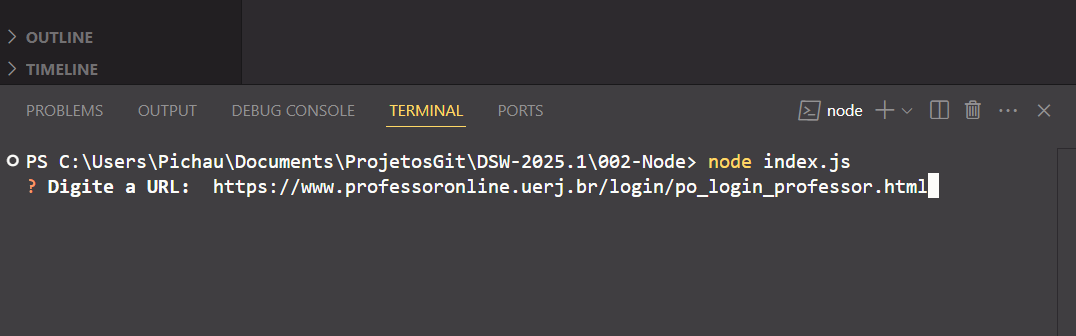 OUTLINE
TIMELINE
PROBLEMS OUTPUT DEBUG CONSOLE TERMINAL PORTS node
PS C:\Users\Pichau\Documents\ProjetosGit\DSW-2025.1\002-Node> node index.js
? Digite a URL: https://www.professoronline.uerj.br/login/po_login_professor.html